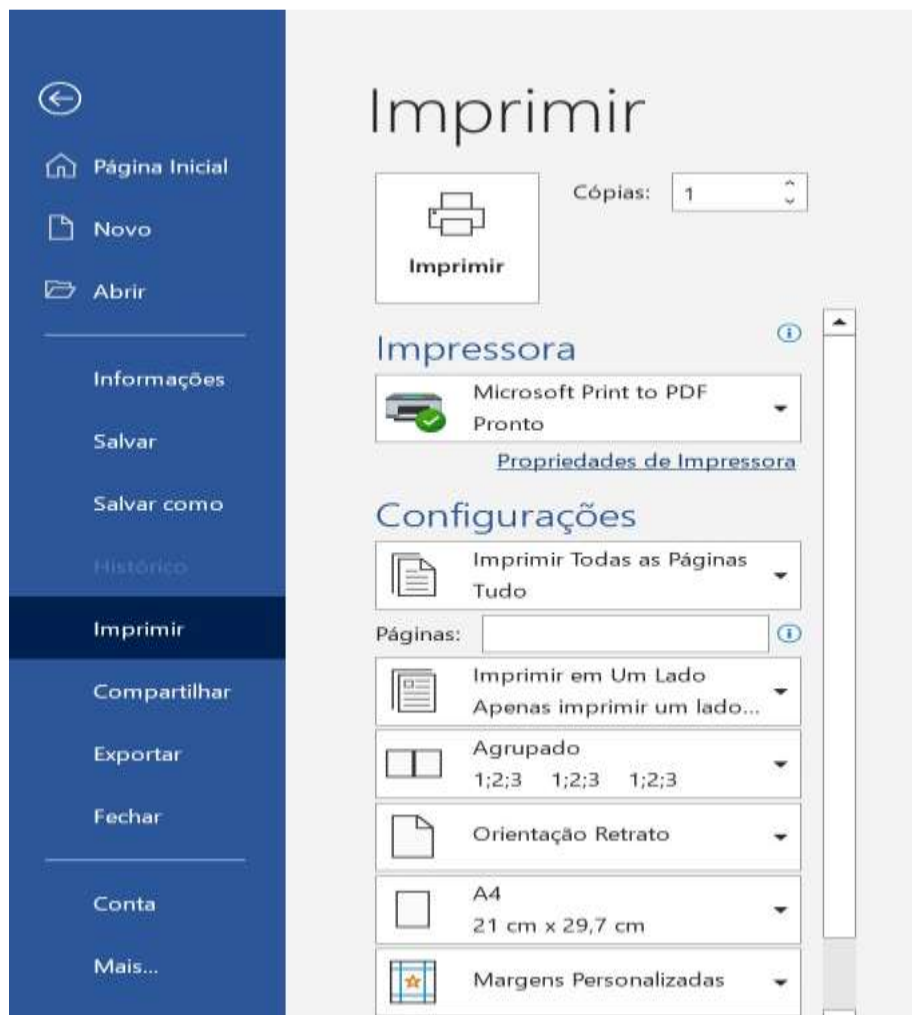 Página Inicial
Novo
Abrir
Informações
Salvar
Salvar como
Histórico
Imprimir
Compartilhar
Exportar
Fechar
Conta
Mais...
Imprimir
Imprimir
Cópias: 1
Impressora
Microsoft Print to PDF
Pronto
Propriedades de Impressora
Configurações
Imprimir Todas as Páginas
Tudo
Páginas:
Imprimir em Um Lado
Apenas imprimir um lado...
Agrupado
1;2;3 1;2;3 1;2;3
Orientação Retrato
A4
21 cm x 29,7 cm
Margens Personalizadas